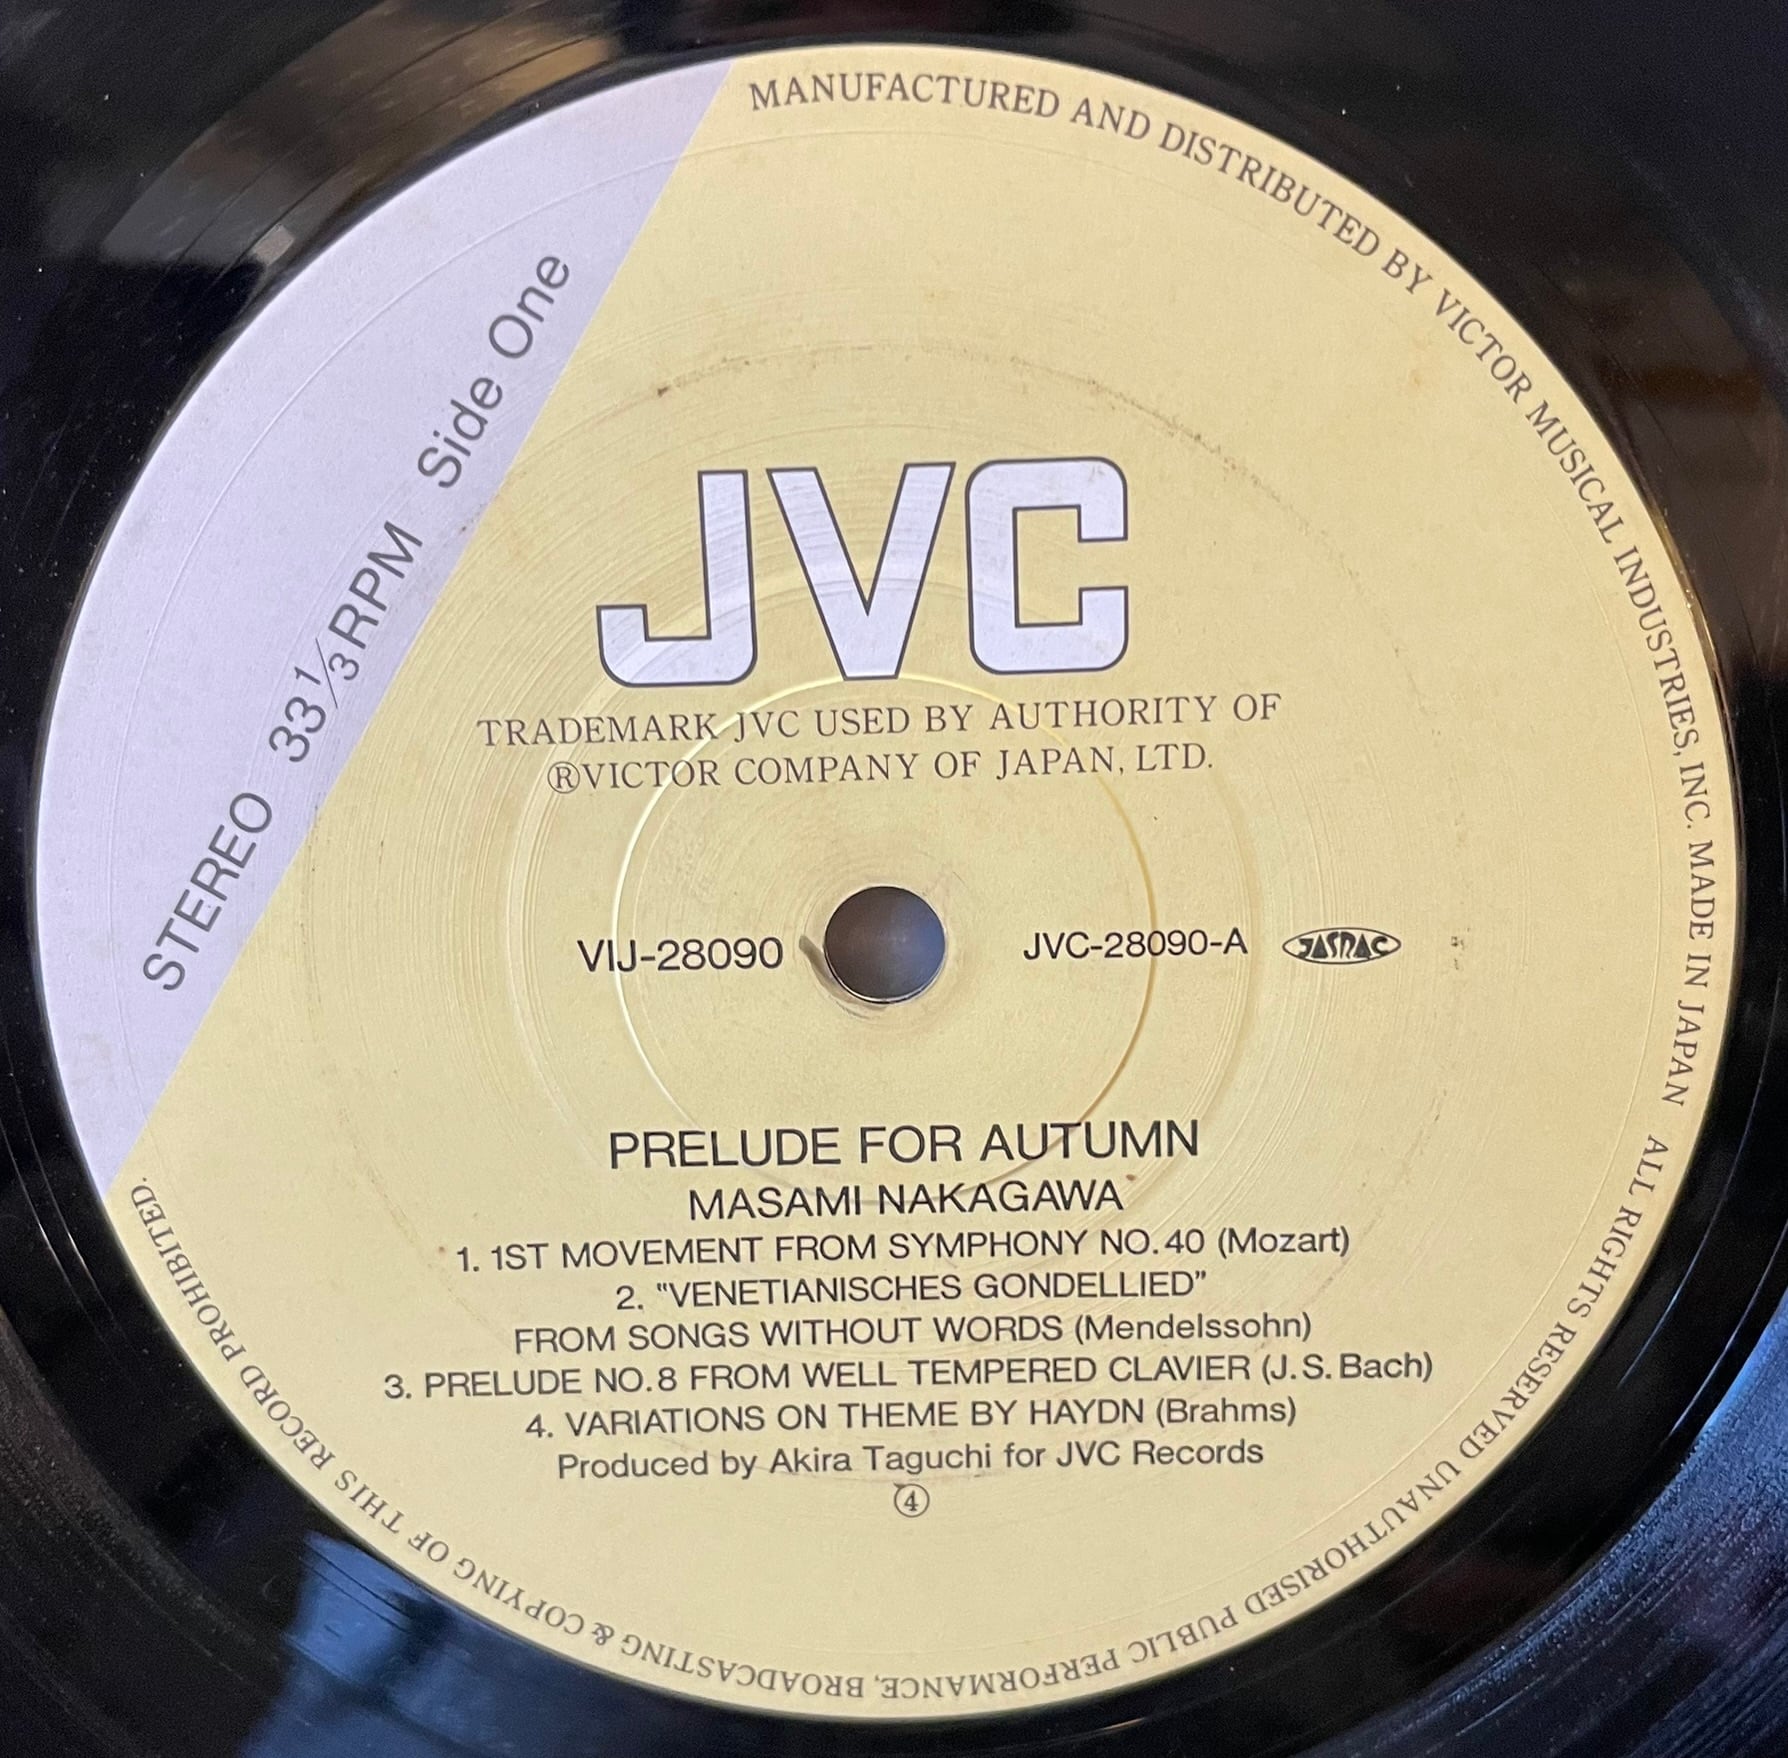 MANUFACTURED AND DISTRIBUTED BY VICTOR MUSICAL INDUSTRIES, INC. MADE IN JAPAN ALL RIGHTS RESERVED UNAUTHORISED PUBLIC PERFORMANCE, BROADCASTING & COPYING OF THIS RECORD PROHIBITED.
STEREO 33 1/3 RPM Side One
JVC
TRADEMARK JVC USED BY AUTHORITY OF
®VICTOR COMPANY OF JAPAN, LTD.
VIJ-28090 JVC-28090-A JASRAC
PRELUDE FOR AUTUMN
MASAMI NAKAGAWA
1. 1ST MOVEMENT FROM SYMPHONY NO.40 (Mozart)
2. "VENETIANISCHES GONDELLIED"
FROM SONGS WITHOUT WORDS (Mendelssohn)
3. PRELUDE NO.8 FROM WELL TEMPERED CLAVIER (J.S.Bach)
4. VARIATIONS ON THEME BY HAYDN (Brahms)
Produced by Akira Taguchi for JVC Records
④